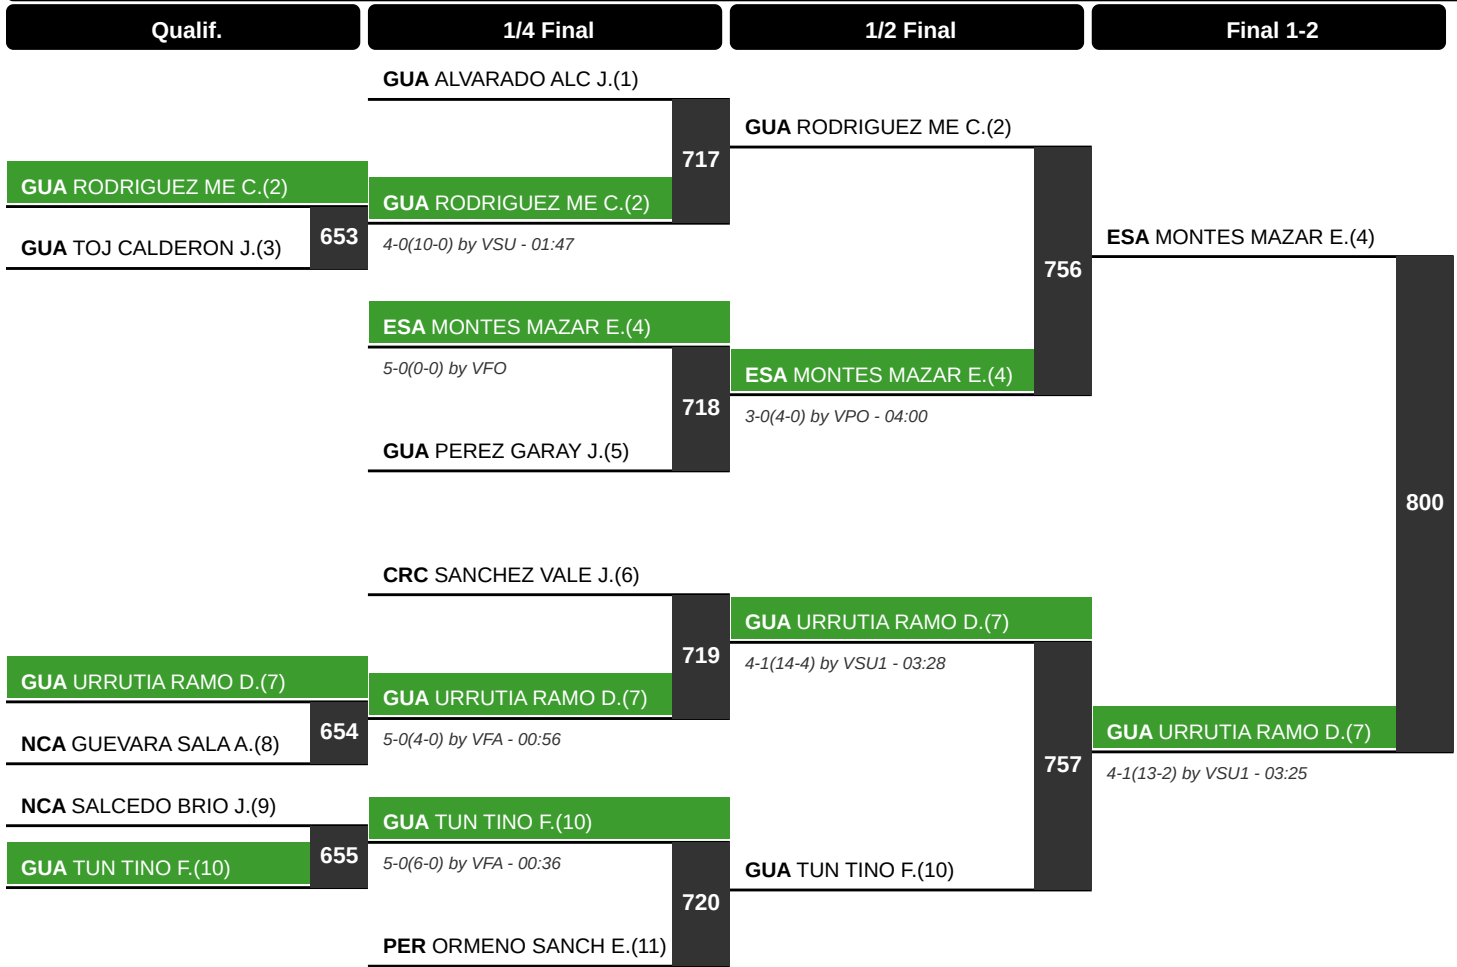 Qualif.
1/4 Final
1/2 Final
Final 1-2
GUA ALVARADO ALC J.(1)
GUA RODRIGUEZ ME C.(2)
717
GUA RODRIGUEZ ME C.(2)
GUA RODRIGUEZ ME C.(2)
653
GUA TOJ CALDERON J.(3)
4-0(10-0) by VSU - 01:47
ESA MONTES MAZAR E.(4)
756
ESA MONTES MAZAR E.(4)
5-0(0-0) by VFO
ESA MONTES MAZAR E.(4)
718
3-0(4-0) by VPO - 04:00
GUA PEREZ GARAY J.(5)
800
CRC SANCHEZ VALE J.(6)
GUA URRUTIA RAMO D.(7)
719
4-1(14-4) by VSU1 - 03:28
GUA URRUTIA RAMO D.(7)
GUA URRUTIA RAMO D.(7)
654
GUA URRUTIA RAMO D.(7)
NCA GUEVARA SALA A.(8)
5-0(4-0) by VFA - 00:56
757
4-1(13-2) by VSU1 - 03:25
NCA SALCEDO BRIO J.(9)
GUA TUN TINO F.(10)
655
GUA TUN TINO F.(10)
5-0(6-0) by VFA - 00:36
GUA TUN TINO F.(10)
720
PER ORMENO SANCH E.(11)